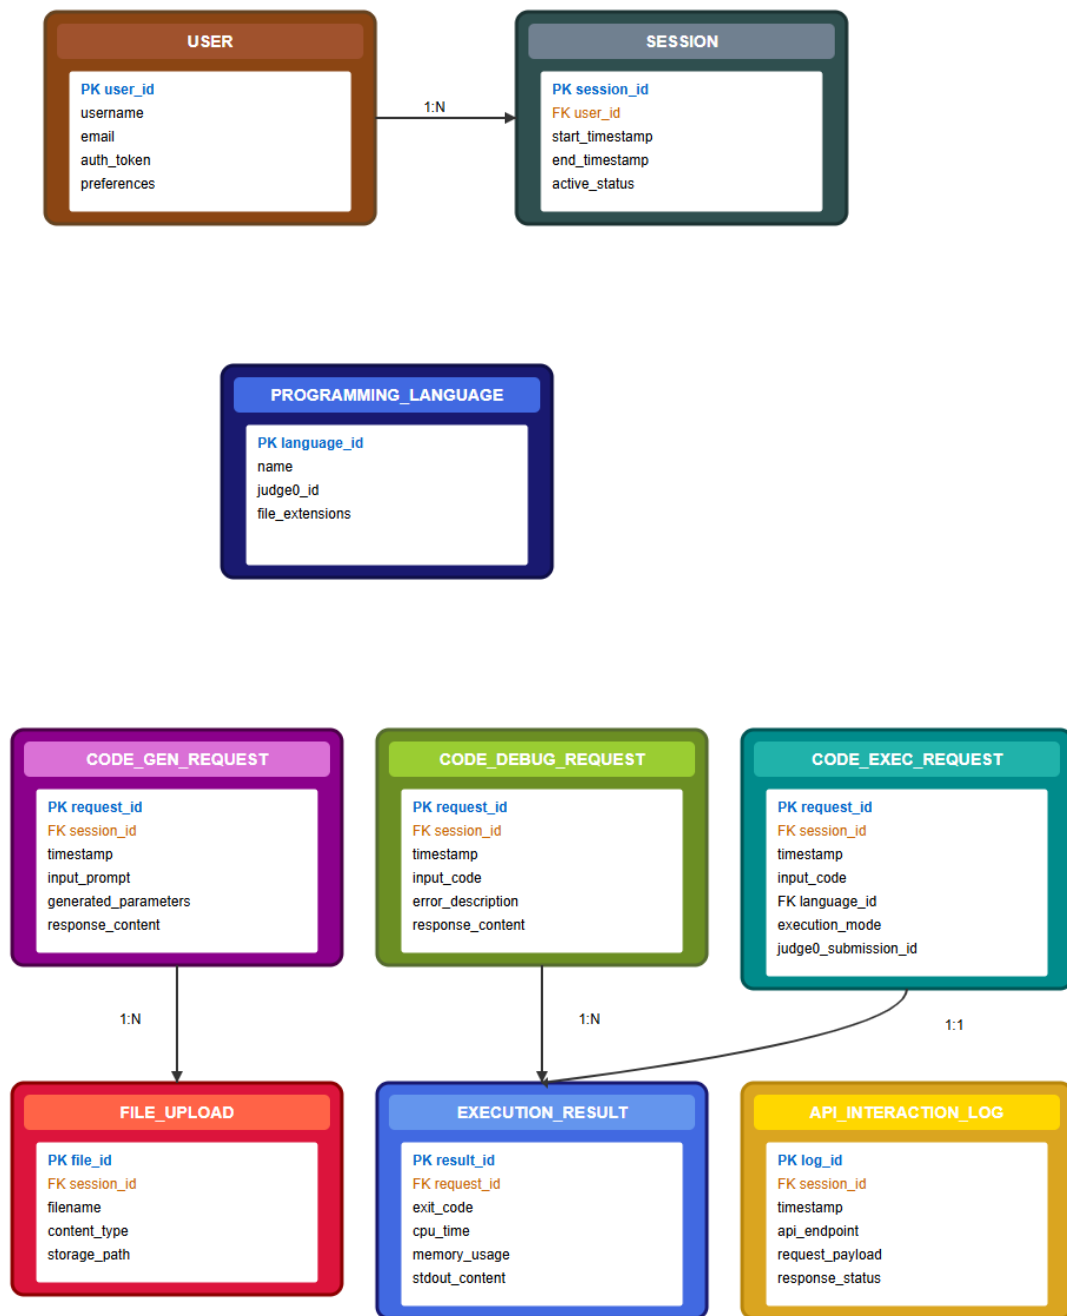 USER
PK user_id
username
email
auth_token
preferences
1:N
SESSION
PK session_id
FK user_id
start_timestamp
end_timestamp
active_status
PROGRAMMING_LANGUAGE
PK language_id
name
judge0_id
file_extensions
CODE_GEN_REQUEST
PK request_id
FK session_id
timestamp
input_prompt
generated_parameters
response_content
CODE_DEBUG_REQUEST
PK request_id
FK session_id
timestamp
input_code
error_description
response_content
CODE_EXEC_REQUEST
PK request_id
FK session_id
timestamp
input_code
FK language_id
execution_mode
judge0_submission_id
1:N
1:N
1:1
FILE_UPLOAD
PK file_id
FK session_id
filename
content_type
storage_path
EXECUTION_RESULT
PK result_id
FK request_id
exit_code
cpu_time
memory_usage
stdout_content
API_INTERACTION_LOG
PK log_id
FK session_id
timestamp
api_endpoint
request_payload
response_status